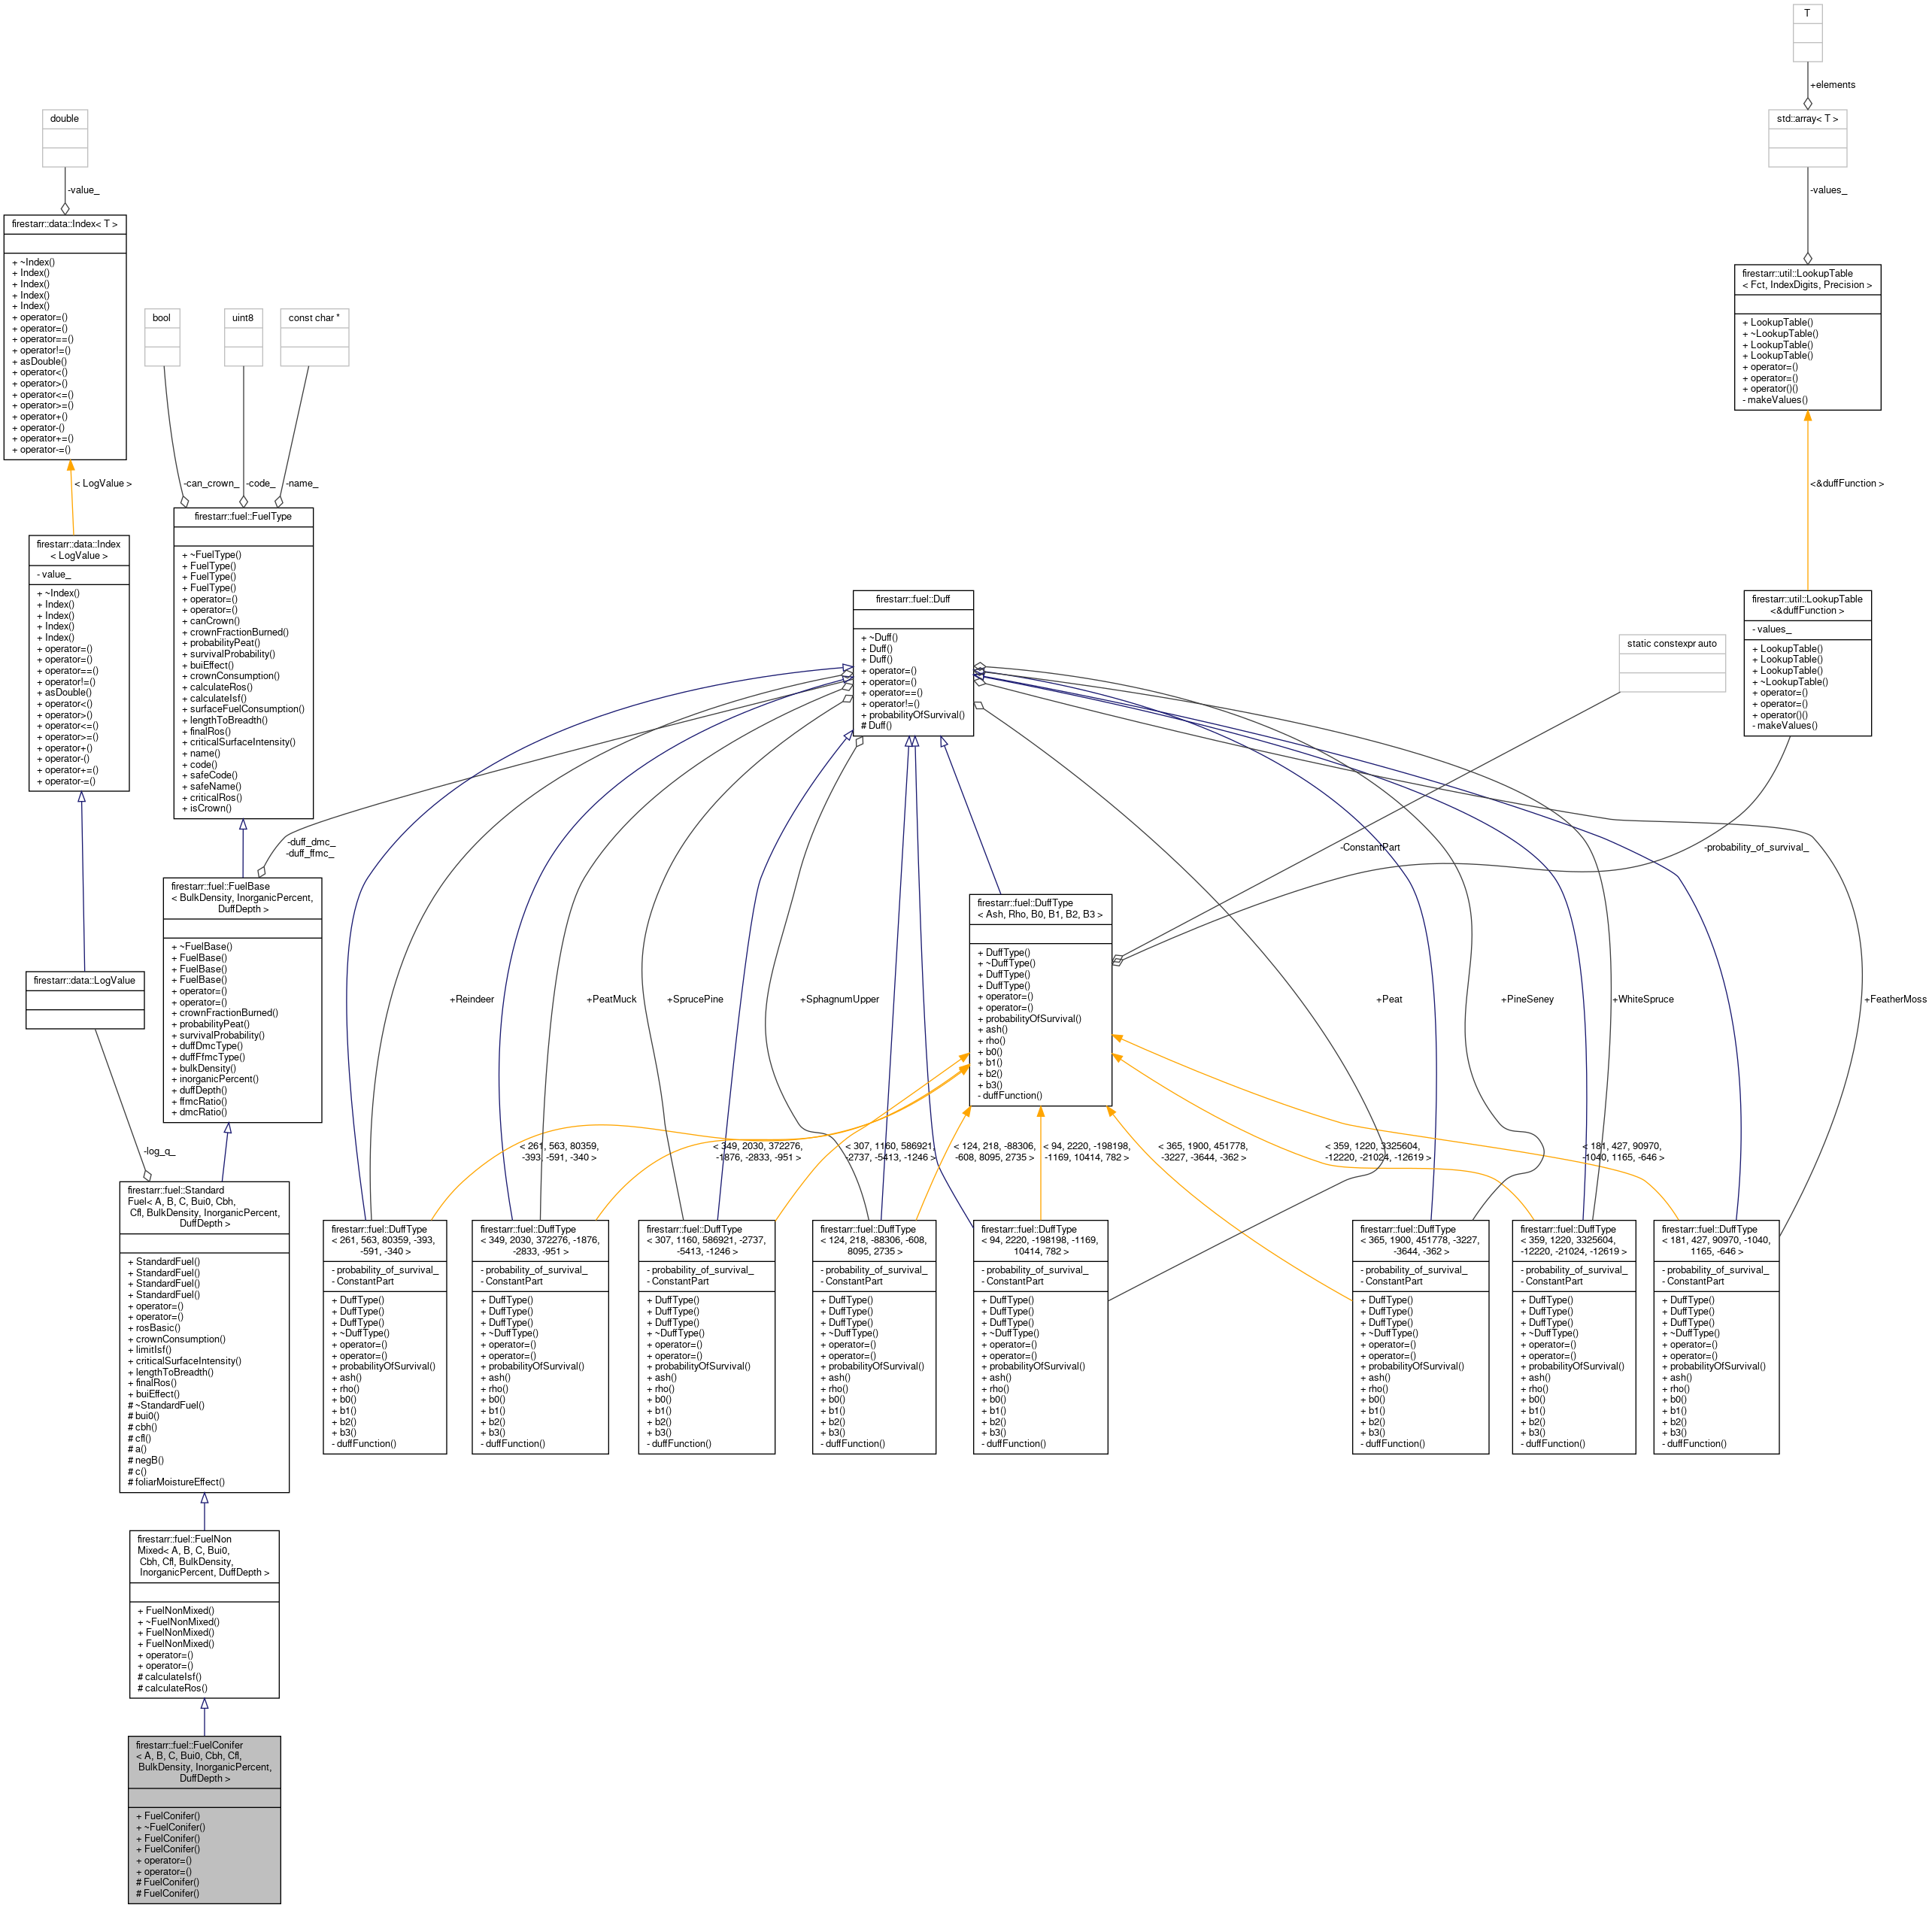 T
+elements
double
std::array< T >
-value_
-values_
firestarr::data::Index< T >
+ ~Index()
+ Index()
+ Index()
+ Index()
+ Index()
+ operator=()
+ operator=()
+ operator==()
+ operator!=()
+ asDouble()
+ operator<()
+ operator>()
+ operator<=()
+ operator>=()
+ operator+()
+ operator-()
+ operator+=()
+ operator-=()
firestarr::util::LookupTable
< Fct, IndexDigits, Precision >
+ LookupTable()
+ ~LookupTable()
+ LookupTable()
+ LookupTable()
+ operator=()
+ operator=()
+ operator()()
- makeValues()
bool
uint8
const char *
< LogValue >
-can_crown_
-code_
-name_
<&duffFunction >
firestarr::data::Index
< LogValue >
- value_
+ ~Index()
+ Index()
+ Index()
+ Index()
+ Index()
+ operator=()
+ operator=()
+ operator==()
+ operator!=()
+ asDouble()
+ operator<()
+ operator>()
+ operator<=()
+ operator>=()
+ operator+()
+ operator-()
+ operator+=()
+ operator-=()
firestarr::fuel::FuelType
+ ~FuelType()
+ FuelType()
+ FuelType()
+ FuelType()
+ operator=()
+ operator=()
+ canCrown()
+ crownFractionBurned()
+ probabilityPeat()
+ survivalProbability()
+ buiEffect()
+ crownConsumption()
+ calculateRos()
+ calculateIsf()
+ surfaceFuelConsumption()
+ lengthToBreadth()
+ finalRos()
+ criticalSurfaceIntensity()
+ name()
+ code()
+ safeCode()
+ safeName()
+ criticalRos()
+ isCrown()
firestarr::fuel::Duff
+ ~Duff()
+ Duff()
+ Duff()
+ operator=()
+ operator=()
+ operator==()
+ operator!=()
+ probabilityOfSurvival()
# Duff()
static constexpr auto
firestarr::util::LookupTable
<&duffFunction >
- values_
+ LookupTable()
+ LookupTable()
+ LookupTable()
+ ~LookupTable()
+ operator=()
+ operator=()
+ operator()()
- makeValues()
-duff_dmc_
-duff_ffmc_
-ConstantPart
-probability_of_survival_
firestarr::fuel::FuelBase
< BulkDensity, InorganicPercent,
DuffDepth >
+ ~FuelBase()
+ FuelBase()
+ FuelBase()
+ FuelBase()
+ operator=()
+ operator=()
+ crownFractionBurned()
+ probabilityPeat()
+ survivalProbability()
+ duffDmcType()
+ duffFfmcType()
+ bulkDensity()
+ inorganicPercent()
+ duffDepth()
+ ffmcRatio()
+ dmcRatio()
firestarr::fuel::DuffType
< Ash, Rho, B0, B1, B2, B3 >
+ DuffType()
+ ~DuffType()
+ DuffType()
+ DuffType()
+ operator=()
+ operator=()
+ probabilityOfSurvival()
+ ash()
+ rho()
+ b0()
+ b1()
+ b2()
+ b3()
- duffFunction()
firestarr::data::LogValue
+Reindeer
+PeatMuck
+SprucePine
+SphagnumUpper
+Peat
+PineSeney
+WhiteSpruce
+FeatherMoss
-log_q_
< 261, 563, 80359,
-393, -591, -340 >
< 349, 2030, 372276,
-1876, -2833, -951 >
< 307, 1160, 586921,
-2737, -5413, -1246 >
< 124, 218, -88306,
-608, 8095, 2735 >
< 94, 2220, -198198,
-1169, 10414, 782 >
< 365, 1900, 451778,
-3227, -3644, -362 >
< 359, 1220, 3325604,
-12220, -21024, -12619 >
< 181, 427, 90970,
-1040, 1165, -646 >
firestarr::fuel::Standard
Fuel< A, B, C, Bui0, Cbh,
Cfl, BulkDensity, InorganicPercent,
DuffDepth >
+ StandardFuel()
+ StandardFuel()
+ StandardFuel()
+ StandardFuel()
+ operator=()
+ operator=()
+ rosBasic()
+ crownConsumption()
+ limitIsf()
+ criticalSurfaceIntensity()
+ lengthToBreadth()
+ finalRos()
+ buiEffect()
# ~StandardFuel()
# bui0()
# cbh()
# cfl()
# a()
# negB()
# c()
# foliarMoistureEffect()
firestarr::fuel::DuffType
< 261, 563, 80359, -393,
-591, -340 >
- probability_of_survival_
- ConstantPart
+ DuffType()
+ DuffType()
+ DuffType()
+ ~DuffType()
+ operator=()
+ operator=()
+ probabilityOfSurvival()
+ ash()
+ rho()
+ b0()
+ b1()
+ b2()
+ b3()
- duffFunction()
firestarr::fuel::DuffType
< 349, 2030, 372276, -1876,
-2833, -951 >
- probability_of_survival_
- ConstantPart
+ DuffType()
+ DuffType()
+ DuffType()
+ ~DuffType()
+ operator=()
+ operator=()
+ probabilityOfSurvival()
+ ash()
+ rho()
+ b0()
+ b1()
+ b2()
+ b3()
- duffFunction()
firestarr::fuel::DuffType
< 307, 1160, 586921, -2737,
-5413, -1246 >
- probability_of_survival_
- ConstantPart
+ DuffType()
+ DuffType()
+ DuffType()
+ ~DuffType()
+ operator=()
+ operator=()
+ probabilityOfSurvival()
+ ash()
+ rho()
+ b0()
+ b1()
+ b2()
+ b3()
- duffFunction()
firestarr::fuel::DuffType
< 124, 218, -88306, -608,
8095, 2735 >
- probability_of_survival_
- ConstantPart
+ DuffType()
+ DuffType()
+ DuffType()
+ ~DuffType()
+ operator=()
+ operator=()
+ probabilityOfSurvival()
+ ash()
+ rho()
+ b0()
+ b1()
+ b2()
+ b3()
- duffFunction()
firestarr::fuel::DuffType
< 94, 2220, -198198, -1169,
10414, 782 >
- probability_of_survival_
- ConstantPart
+ DuffType()
+ DuffType()
+ DuffType()
+ ~DuffType()
+ operator=()
+ operator=()
+ probabilityOfSurvival()
+ ash()
+ rho()
+ b0()
+ b1()
+ b2()
+ b3()
- duffFunction()
firestarr::fuel::DuffType
< 365, 1900, 451778, -3227,
-3644, -362 >
- probability_of_survival_
- ConstantPart
+ DuffType()
+ DuffType()
+ DuffType()
+ ~DuffType()
+ operator=()
+ operator=()
+ probabilityOfSurvival()
+ ash()
+ rho()
+ b0()
+ b1()
+ b2()
+ b3()
- duffFunction()
firestarr::fuel::DuffType
< 359, 1220, 3325604,
-12220, -21024, -12619 >
- probability_of_survival_
- ConstantPart
+ DuffType()
+ DuffType()
+ DuffType()
+ ~DuffType()
+ operator=()
+ operator=()
+ probabilityOfSurvival()
+ ash()
+ rho()
+ b0()
+ b1()
+ b2()
+ b3()
- duffFunction()
firestarr::fuel::DuffType
< 181, 427, 90970, -1040,
1165, -646 >
- probability_of_survival_
- ConstantPart
+ DuffType()
+ DuffType()
+ DuffType()
+ ~DuffType()
+ operator=()
+ operator=()
+ probabilityOfSurvival()
+ ash()
+ rho()
+ b0()
+ b1()
+ b2()
+ b3()
- duffFunction()
firestarr::fuel::FuelNon
Mixed< A, B, C, Bui0,
Cbh, Cfl, BulkDensity,
InorganicPercent, DuffDepth >
+ FuelNonMixed()
+ ~FuelNonMixed()
+ FuelNonMixed()
+ FuelNonMixed()
+ operator=()
+ operator=()
# calculateIsf()
# calculateRos()
firestarr::fuel::FuelConifer
< A, B, C, Bui0, Cbh, Cfl,
BulkDensity, InorganicPercent,
DuffDepth >
+ FuelConifer()
+ ~FuelConifer()
+ FuelConifer()
+ FuelConifer()
+ operator=()
+ operator=()
# FuelConifer()
# FuelConifer()